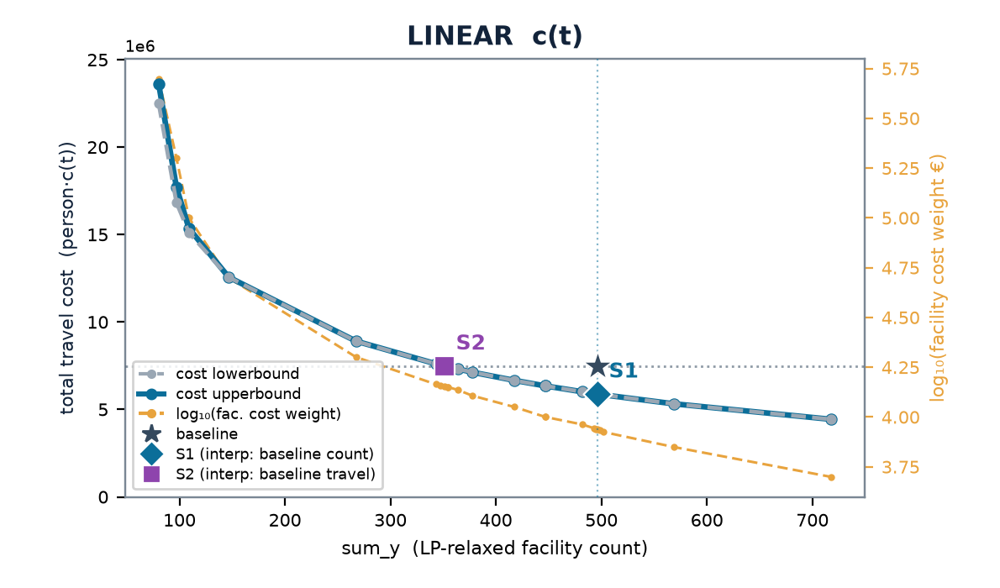 LINEAR  c(t)
1e6
25
20
15
10
5
0
total travel cost  (person·c(t))
5.75
5.50
5.25
5.00
4.75
4.50
4.25
4.00
3.75
log₁₀(facility cost weight €)
S2
S1
cost lowerbound
cost upperbound
log₁₀(fac. cost weight)
baseline
S1 (interp: baseline count)
S2 (interp: baseline travel)
100 200 300 400 500 600 700
sum_y  (LP-relaxed facility count)